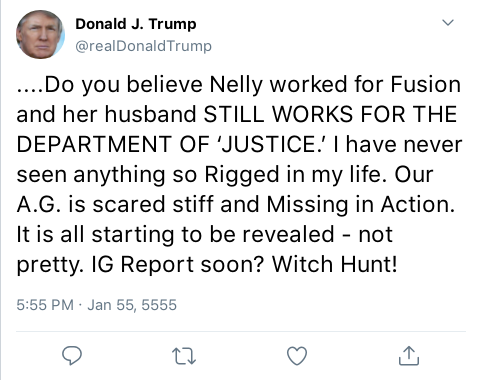 Donald J. Trump
@realDonaldTrump
....Do you believe Nelly worked for Fusion
and her husband STILL WORKS FOR THE
DEPARTMENT OF ‘JUSTICE.’ I have never
seen anything so Rigged in my life. Our
A.G. is scared stiff and Missing in Action.
It is all starting to be revealed - not
pretty. IG Report soon? Witch Hunt!
5:55 PM · Jan 55, 5555